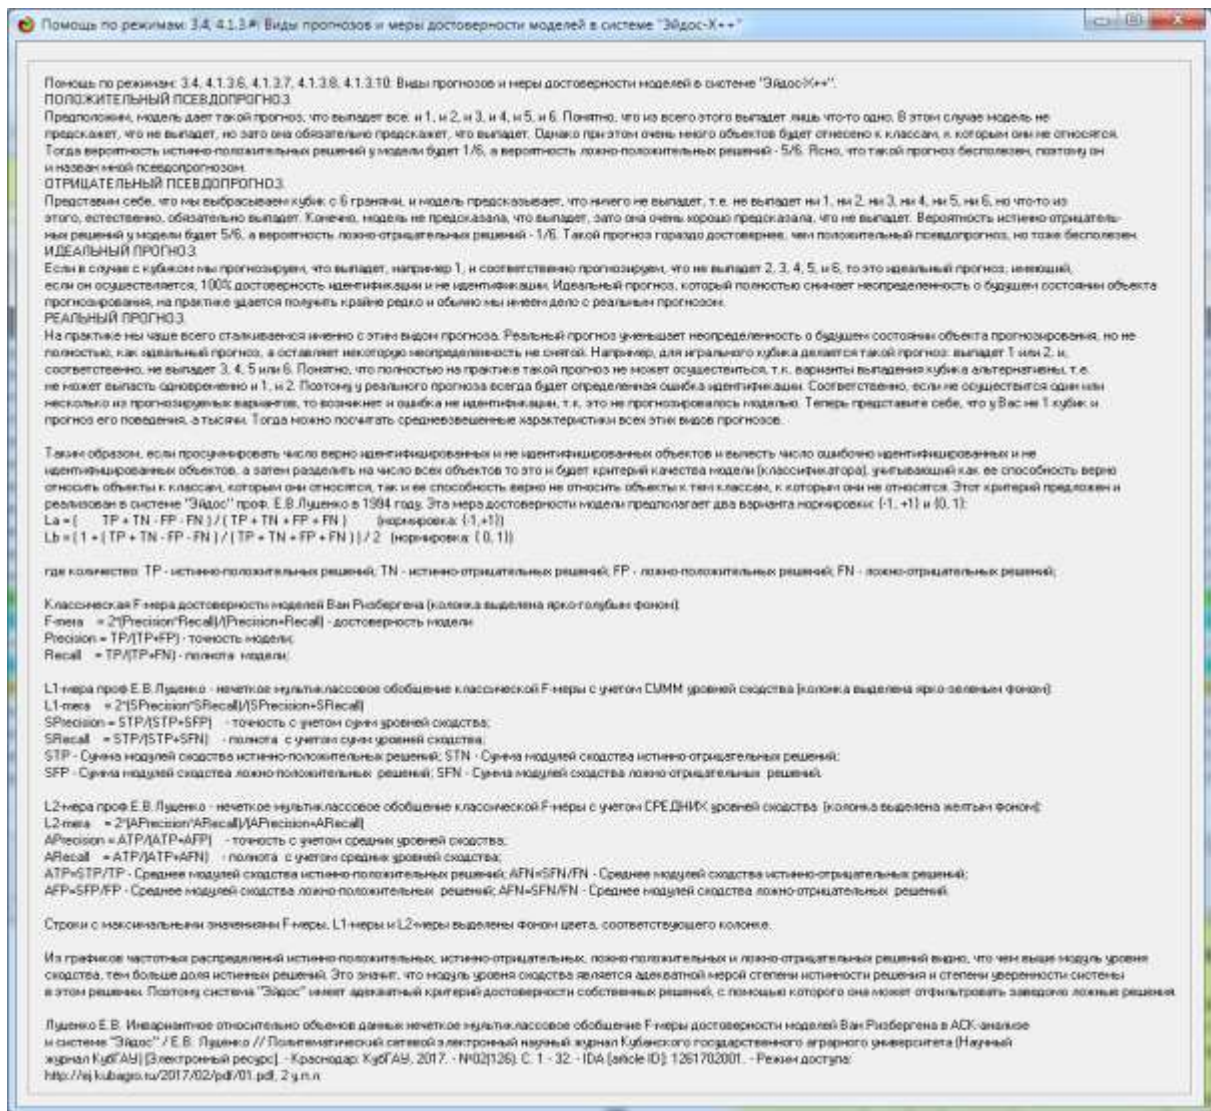 Помощь по режимам: 3.4, 4.1.3.#: Виды прогнозов и меры достоверности моделей в системе "Эйдос-X++"
Помощь по режимам: 3.4, 4.1.3.6, 4.1.3.7, 4.1.3.8, 4.1.3.10: Виды прогнозов и меры достоверности моделей в системе "Эйдос-Х++".
ПОЛОЖИТЕЛЬНЫЙ ПСЕВДОПРОГНОЗ.
Предположим, модель дает такой прогноз, что выпадет все: и 1, и 2, и 3, и 4, и 5, и 6. Понятно, что из всего этого выпадет лишь что-то одно. В этом случае модель не
предскажет, что не выпадет, но зато она обязательно предскажет, что выпадет. Однако при этом очень много объектов будет отнесено к классам, к которым они не относятся.
Тогда вероятность истинно-положительных решений у модели будет 1/6, а вероятность ложно-положительных решений - 5/6. Ясно, что такой прогноз бесполезен, поэтому он
и назван мной псевдопрогнозом.
ОТРИЦАТЕЛЬНЫЙ ПСЕВДОПРОГНОЗ.
Представим себе, что мы выбрасываем кубик с 6 гранями, и модель предсказывает, что ничего не выпадет, т.е. не выпадет ни 1, ни 2, ни 3, ни 4, ни 5, ни 6, но что-то из
этого, естественно, обязательно выпадет. Конечно, модель не предсказала, что выпадет, зато она очень хорошо предсказала, что не выпадет. Вероятность истинно-отрицатель-
ных решений у модели будет 5/6, а вероятность ложно-отрицательных решений - 1/6. Такой прогноз гораздо достовернее, чем положительный псевдопрогноз, но тоже бесполезен.
ИДЕАЛЬНЫЙ ПРОГНОЗ.
Если в случае с кубиком мы прогнозируем, что выпадет, например 1, и соответственно прогнозируем, что не выпадет 2, 3, 4, 5, и 6, то это идеальный прогноз, имеющий,
если он осуществляется, 100% достоверность идентификации и не идентификации. Идеальный прогноз, который полностью снимает неопределенность о будущем состоянии объекта
прогнозирования, на практике удается получить крайне редко и обычно мы имеем дело с реальным прогнозом.
РЕАЛЬНЫЙ ПРОГНОЗ.
На практике мы чаще всего сталкиваемся именно с этим видом прогноза. Реальный прогноз уменьшает неопределенность о будущем состоянии объекта прогнозирования, но не
полностью, как идеальный прогноз, а оставляет некоторую неопределенность не снятой. Например, для игрального кубика делается такой прогноз: выпадет 1 или 2, и,
соответственно, не выпадет 3, 4, 5 или 6. Понятно, что полностью на практике такой прогноз не может осуществиться, т.к. варианты выпадения кубика альтернативны, т.е.
не может выпасть одновременно и 1, и 2. Поэтому у реального прогноза всегда будет определенная ошибка идентификации. Соответственно, если не осуществится один или
несколько из прогнозируемых вариантов, то возникнет и ошибка не идентификации, т.к. это не прогнозировалось моделью. Теперь представите себе, что у Вас не 1 кубик и
прогноз его поведения, а тысячи. Тогда можно посчитать средневзвешенные характеристики всех этих видов прогнозов.
Таким образом, если просуммировать число верно идентифицированных и не идентифицированных объектов и вычесть число ошибочно идентифицированных и не
идентифицированных объектов, а затем разделить на число всех объектов то это и будет критерий качества модели (классификатора), учитывающий как ее способность верно
относить объекты к классам, которым они относятся, так и ее способность верно не относить объекты к тем классам, к которым они не относятся. Этот критерий предложен и
реализован в системе "Эйдос" проф. Е.В.Луценко в 1994 году. Эта мера достоверности модели предполагает два варианта нормировки: {-1, +1} и {0, 1}:
La = ( TP + TN - FP - FN ) / ( TP + TN + FP + FN ) (нормировка: {-1,+1})
Lb = ( 1 + ( TP + TN - FP - FN ) / ( TP + TN + FP + FN ) ) / 2 (нормировка: { 0, 1})
где количество: TP - истинно-положительных решений; TN - истинно-отрицательных решений; FP - ложно-положительных решений; FN - ложно-отрицательных решений;
Классическая F-мера достоверности моделей Ван Ризбергена (колонка выделена ярко-голубым фоном):
F-mera = 2*(Precision*Recall)/(Precision+Recall) - достоверность модели
Precision = TP/(TP+FP) - точность модели;
Recall = TP/(TP+FN) - полнота модели;
L1-мера проф.Е.В.Луценко - нечеткое мультиклассовое обобщение классической F-меры с учетом СУММ уровней сходства (колонка выделена ярко-зеленым фоном):
L1-mera = 2*(SPrecision*SRecall)/(SPrecision+SRecall)
SPrecision = STP/(STP+SFP) - точность с учетом сумм уровней сходства;
SRecall = STP/(STP+SFN) - полнота с учетом сумм уровней сходства;
STP - Сумма модулей сходства истинно-положительных решений; STN - Сумма модулей сходства истинно-отрицательных решений;
SFP - Сумма модулей сходства ложно-положительных решений; SFN - Сумма модулей сходства ложно-отрицательных решений.
L2-мера проф.Е.В.Луценко - нечеткое мультиклассовое обобщение классической F-меры с учетом СРЕДНИХ уровней сходства (колонка выделена желтым фоном):
L2-mera = 2*(APrecision*ARecall)/(APrecision+ARecall)
APrecision = ATP/(ATP+AFP) - точность с учетом средних уровней сходства;
ARecall = ATP/(ATP+AFN) - полнота с учетом средних уровней сходства;
ATP=STP/TP - Среднее модулей сходства истинно-положительных решений; AFN=SFN/FN - Среднее модулей сходства истинно-отрицательных решений;
AFP=SFP/FP - Среднее модулей сходства ложно-положительных решений; AFN=SFN/FN - Среднее модулей сходства ложно-отрицательных решений.
Строки с максимальными значениями F-меры, L1-меры и L2-меры выделены фоном цвета, соответствующего колонке.
Из графиков частотных распределений истинно-положительных, истинно-отрицательных, ложно-положительных и ложно-отрицательных решений видно, что чем выше модуль уровня
сходства, тем больше доля истинных решений. Это значит, что модуль уровня сходства является адекватной мерой степени истинности решения и степени уверенности системы
в этом решении. Поэтому система "Эйдос" имеет адекватный критерий достоверности собственных решений, с помощью которого она может отфильтровать заведомо ложные решения.
Луценко Е.В. Инвариантное относительно объемов данных нечеткое мультиклассовое обобщение F-меры достоверности моделей Ван Ризбергена в АСК-анализе
и системе "Эйдос" / Е.В. Луценко // Политематический сетевой электронный научный журнал Кубанского государственного аграрного университета (Научный
журнал КубГАУ) [Электронный ресурс]. - Краснодар: КубГАУ, 2017. - №02(126). С. 1 - 32. - IDA [article ID]: 1261702001. - Режим доступа:
http://ej.kubagro.ru/2017/02/pdf/01.pdf, 2 у.п.л.